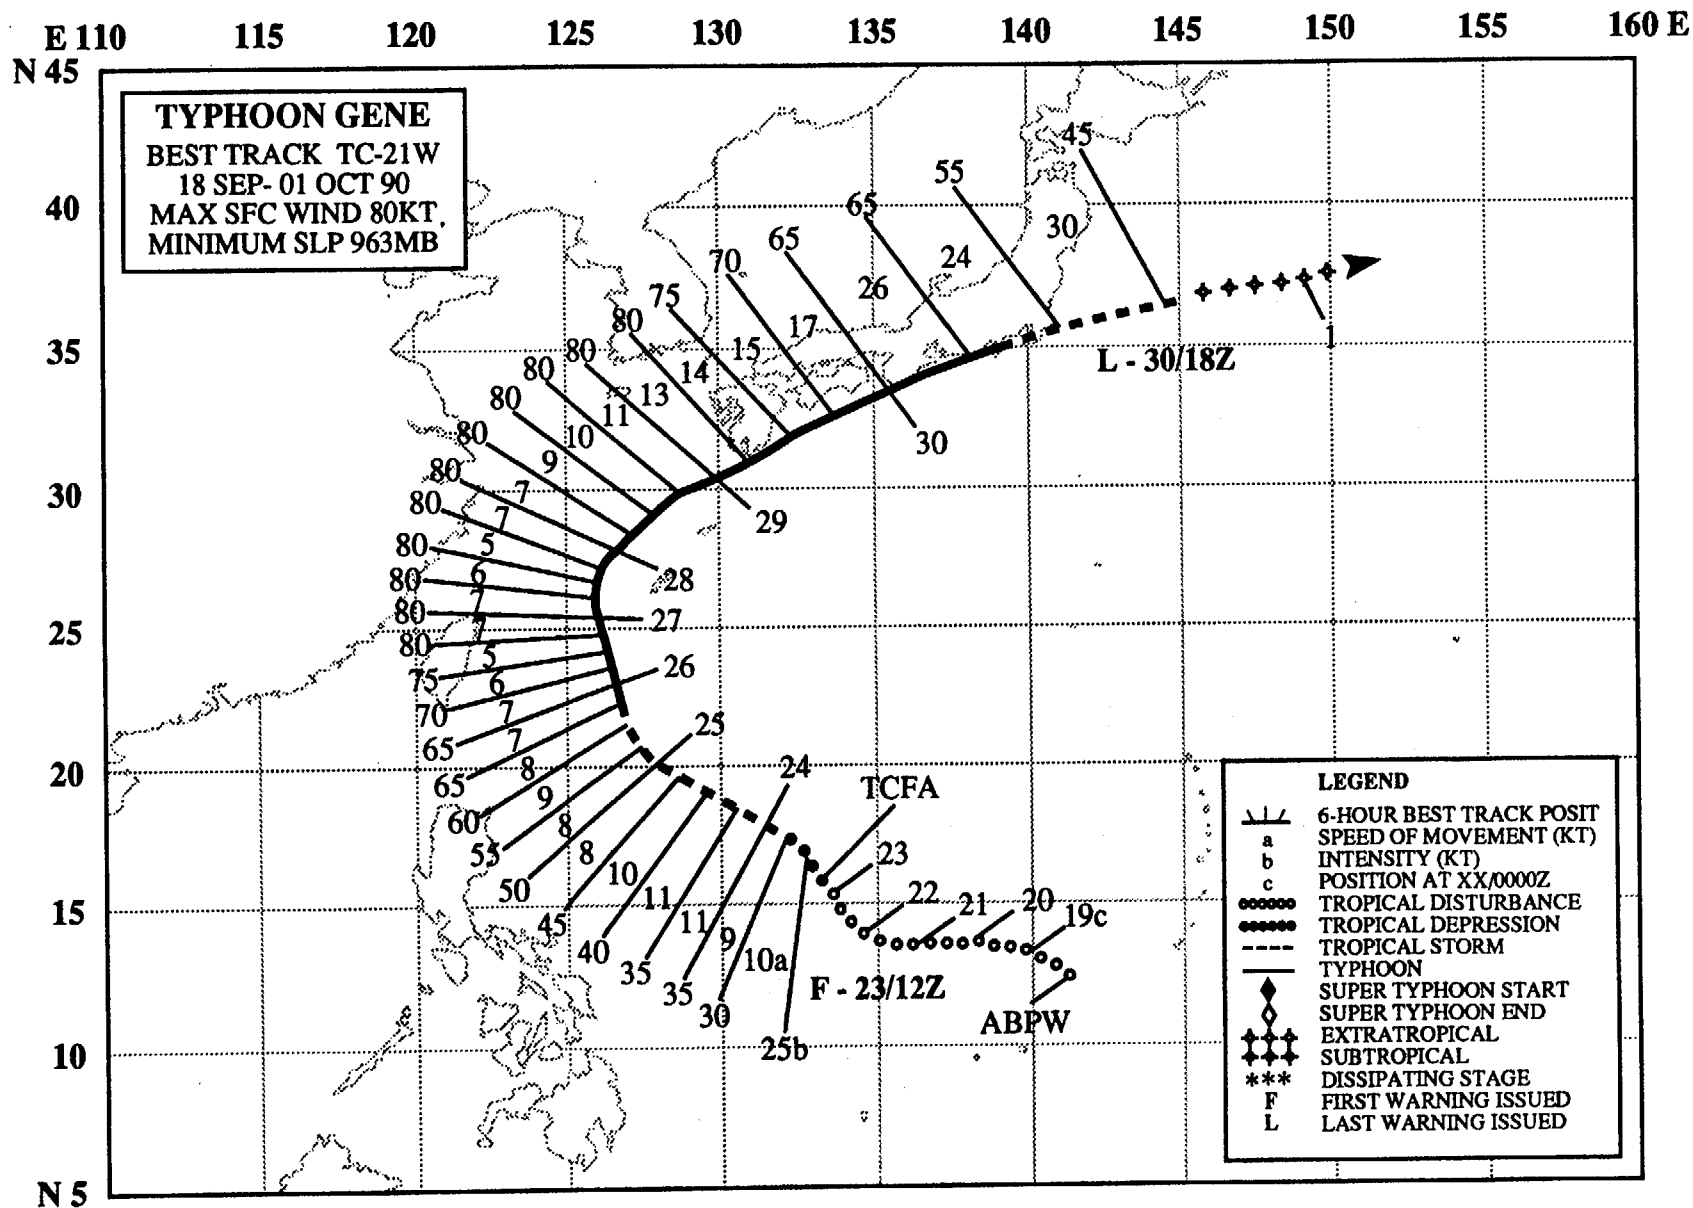 E 110 115 120 125 130 135 140 145 150 155 160 E
N 45
TYPHOON GENE
BEST TRACK TC-21W
18 SEP- 01 OCT 90
MAX SFC WIND 80KT
MINIMUM SLP 963MB
40
35
30
25
20
15
10
N 5
45
55
65
65
70
75
80
80
80
80
80
80
80
80
80
80
80
75
70
65
65
60
55
50
45
40
35
35
30
25b
30
24
26
17
15
14
13
11
10
9
7
7
5
6
7
7
5
6
7
7
8
9
8
8
10
11
11
9
10a
1
L - 30/18Z
30
29
28
27
26
25
24
TCFA
23
22
21
20
19c
F - 23/12Z
ABPW
LEGEND
6-HOUR BEST TRACK POSIT
a SPEED OF MOVEMENT (KT)
b INTENSITY (KT)
c POSITION AT XX/0000Z
TROPICAL DISTURBANCE
TROPICAL DEPRESSION
TROPICAL STORM
TYPHOON
SUPER TYPHOON START
SUPER TYPHOON END
EXTRATROPICAL
SUBTROPICAL
*** DISSIPATING STAGE
F FIRST WARNING ISSUED
L LAST WARNING ISSUED